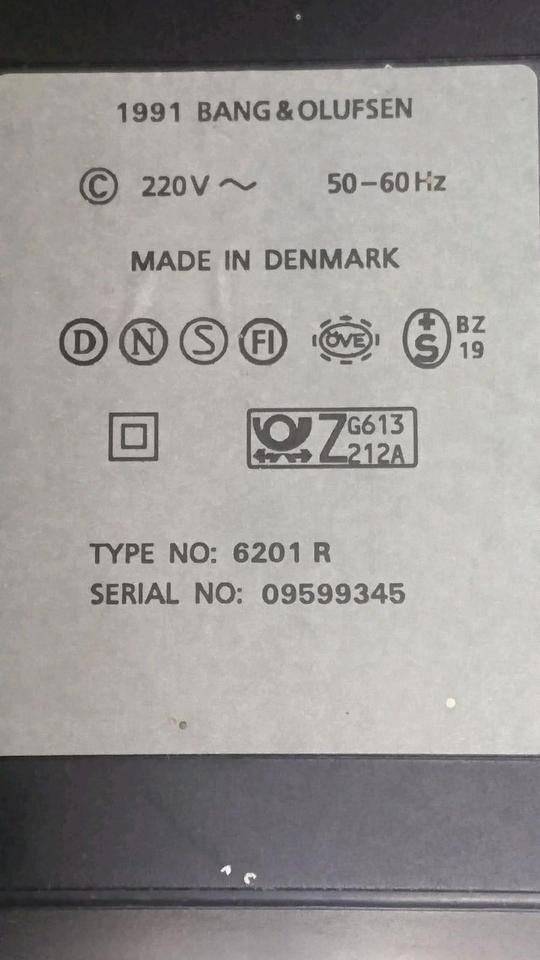 1991 BANG & OLUFSEN
© 220V ~ 50-60Hz
MADE IN DENMARK
D N S FI ÖVE +S BZ 19
Z G613 212A
TYPE NO: 6201 R
SERIAL NO: 09599345